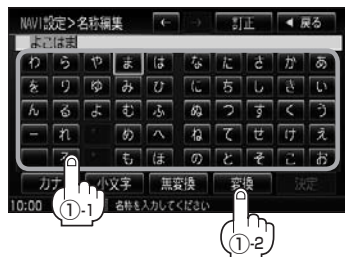 NAVI設定>名称編集 ← → 訂正 ◀ 戻る
よこはま
わ ら や ま は な た さ か あ
を り ゆ み ひ に ち し き い
ん る よ む ふ ぬ つ す く う
ー れ ゛ め へ ね て せ け え
ろ も ほ の と そ こ お
カナ 小文字 無変換 変換 決定
10:00 名称を入力してください
①-1
①-2